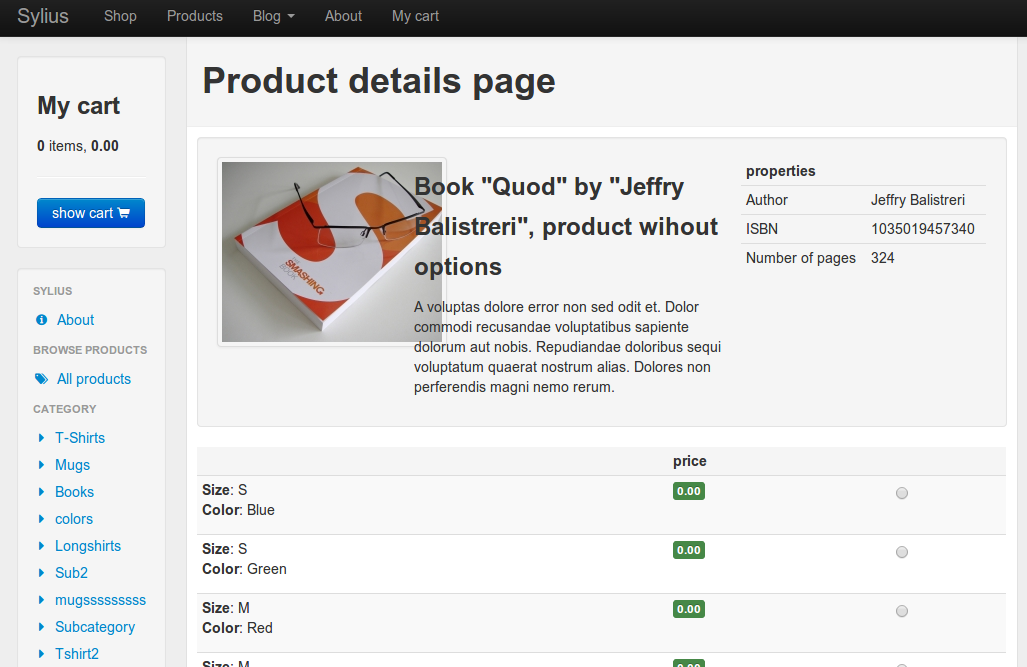 Sylius Shop Products Blog About My cart
My cart
0 items, 0.00
show cart
SYLIUS
About
BROWSE PRODUCTS
All products
CATEGORY
T-Shirts
Mugs
Books
colors
Longshirts
Sub2
mugsssssssss
Subcategory
Tshirt2
Product details page
THE
SMASHING
BOOK
Book "Quod" by "Jeffry
Balistreri", product wihout
options
A voluptas dolore error non sed odit et. Dolor
commodi recusandae voluptatibus sapiente
dolorum aut nobis. Repudiandae doloribus sequi
voluptatum quaerat nostrum alias. Dolores non
perferendis magni nemo rerum.
properties
Author Jeffry Balistreri
ISBN 1035019457340
Number of pages 324
price
Size: S 0.00
Color: Blue
Size: S 0.00
Color: Green
Size: M 0.00
Color: Red
Size: M 0.00